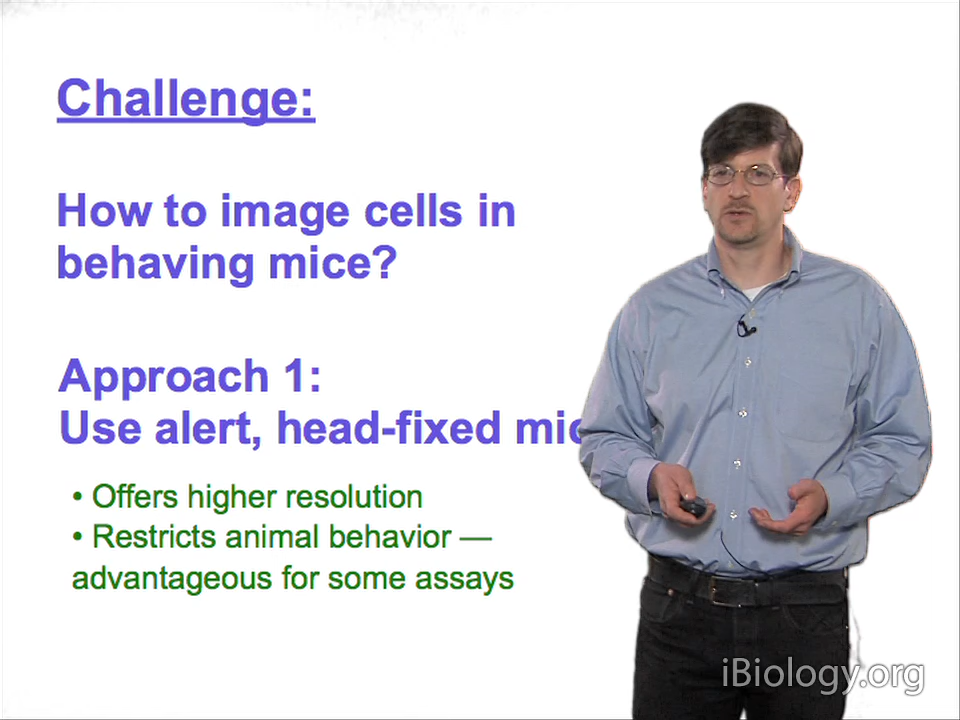 Challenge:
How to image cells in
behaving mice?
Approach 1:
Use alert, head-fixed
• Offers higher resolution
• Restricts animal behavior —
advantageous for some assays
iBiology.org